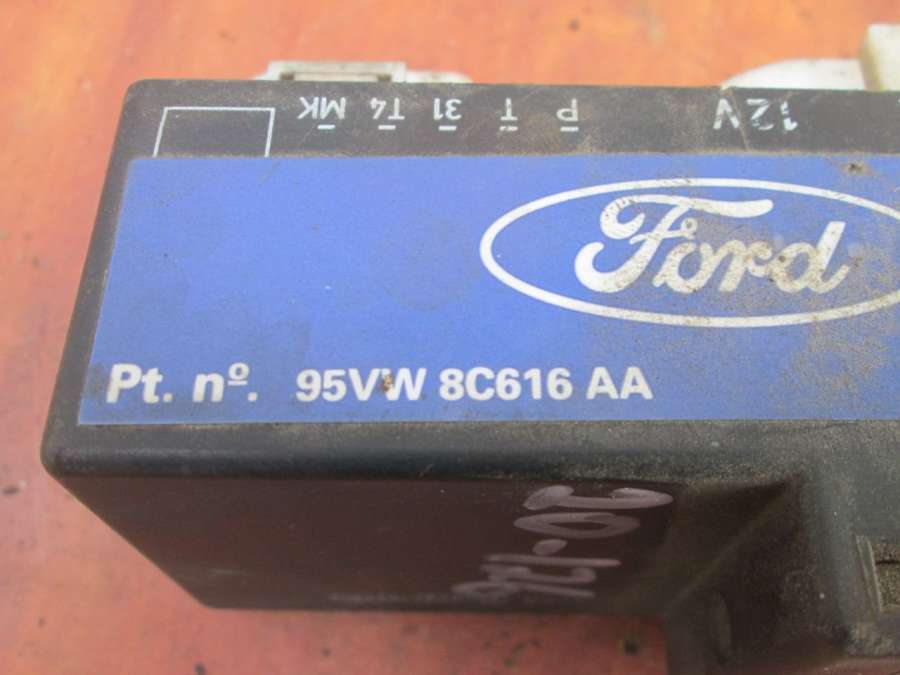 MK T4 31 T P 12V
Ford
Pt. nº. 95VW 8C616 AA